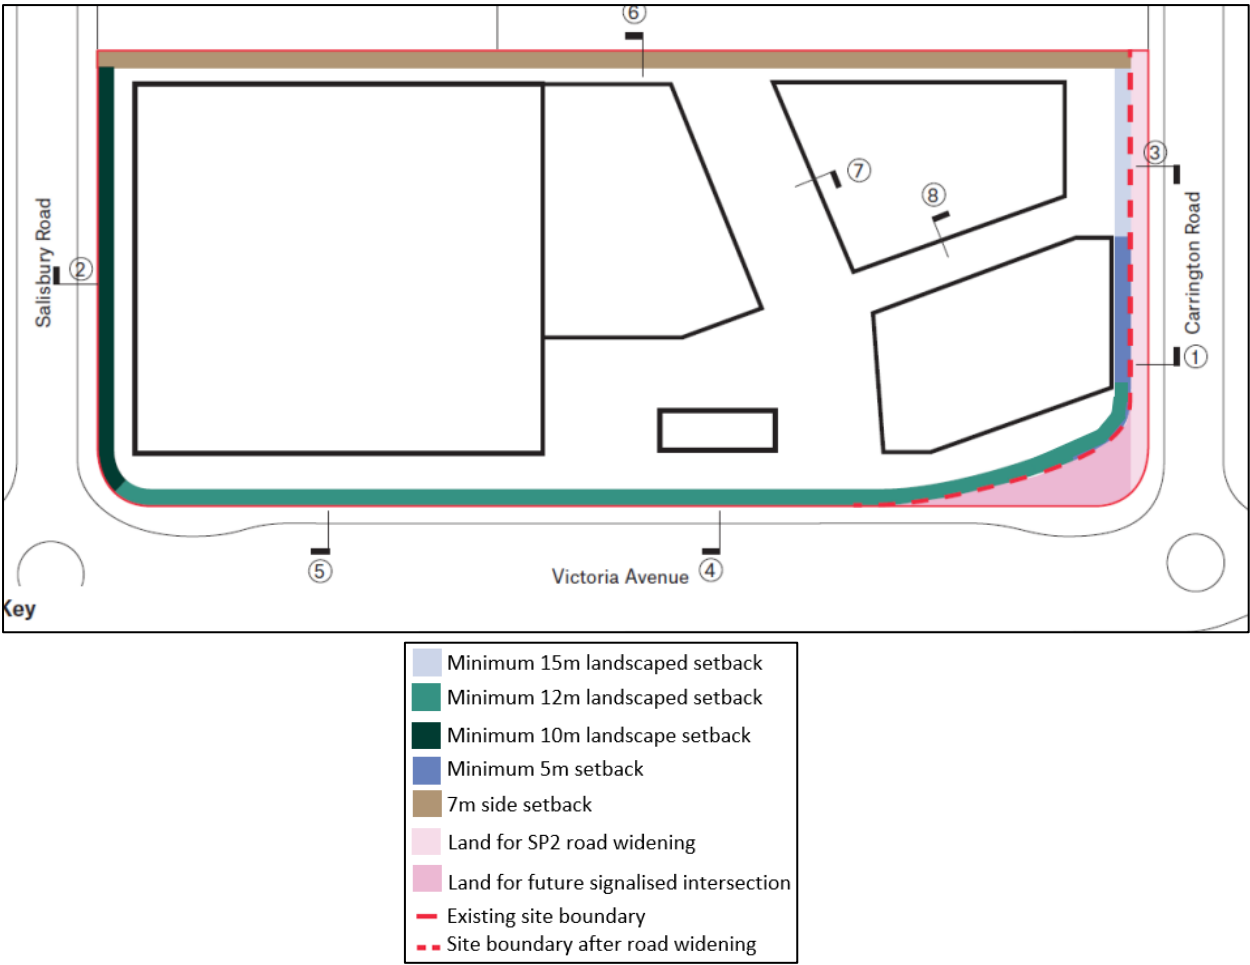 6
7
8
3
Salisbury Road
2
Carrington Road
1
5
Victoria Avenue
4
Key
Minimum 15m landscaped setback
Minimum 12m landscaped setback
Minimum 10m landscape setback
Minimum 5m setback
7m side setback
Land for SP2 road widening
Land for future signalised intersection
Existing site boundary
Site boundary after road widening